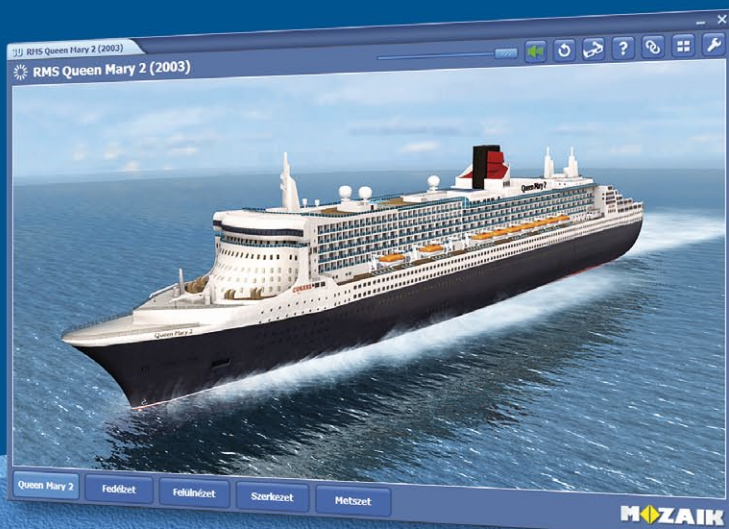 RMS Queen Mary 2 (2003)
RMS Queen Mary 2 (2003)
?
Queen Mary 2
CUNARD
Queen Mary 2
Queen Mary 2
Fedélzet
Felülnézet
Szerkezet
Metszet
MOZAIK